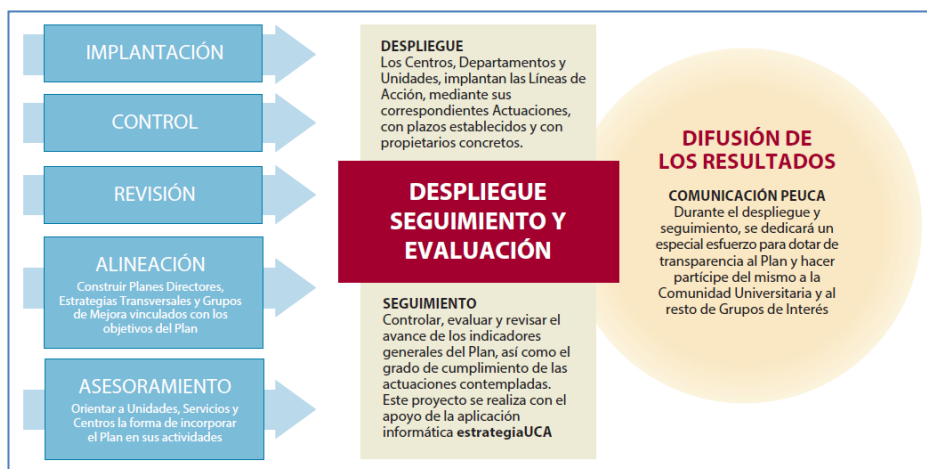 IMPLANTACIÓN
CONTROL
REVISIÓN
ALINEACIÓN
Construir Planes Directores,
Estrategias Transversales y Grupos
de Mejora vinculados con los
objetivos del Plan
ASESORAMIENTO
Orientar a Unidades, Servicios y
Centros la forma de incorporar
el Plan en sus actividades
DESPLIEGUE
Los Centros, Departamentos y
Unidades, implantan las Líneas de
Acción, mediante sus
correspondientes Actuaciones,
con plazos establecidos y con
propietarios concretos.
DESPLIEGUE
SEGUIMIENTO Y
EVALUACIÓN
SEGUIMIENTO
Controlar, evaluar y revisar el
avance de los indicadores
generales del Plan, así como el
grado de cumplimiento de las
actuaciones contempladas.
Este proyecto se realiza con el
apoyo de la aplicación
informática estrategiaUCA
DIFUSIÓN DE
LOS RESULTADOS
COMUNICACIÓN PEUCA
Durante el despliegue y
seguimiento, se dedicará un
especial esfuerzo para dotar de
transparencia al Plan y hacer
partícipe del mismo a la
Comunidad Universitaria y al
resto de Grupos de Interés